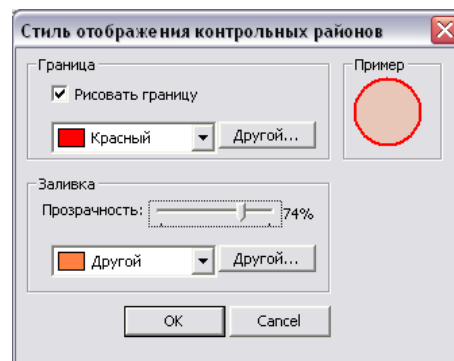 Стиль отображения контрольных районов
Граница
Пример
Рисовать границу
Красный
Другой...
Заливка
Прозрачность:
74%
Другой
Другой...
OK
Cancel